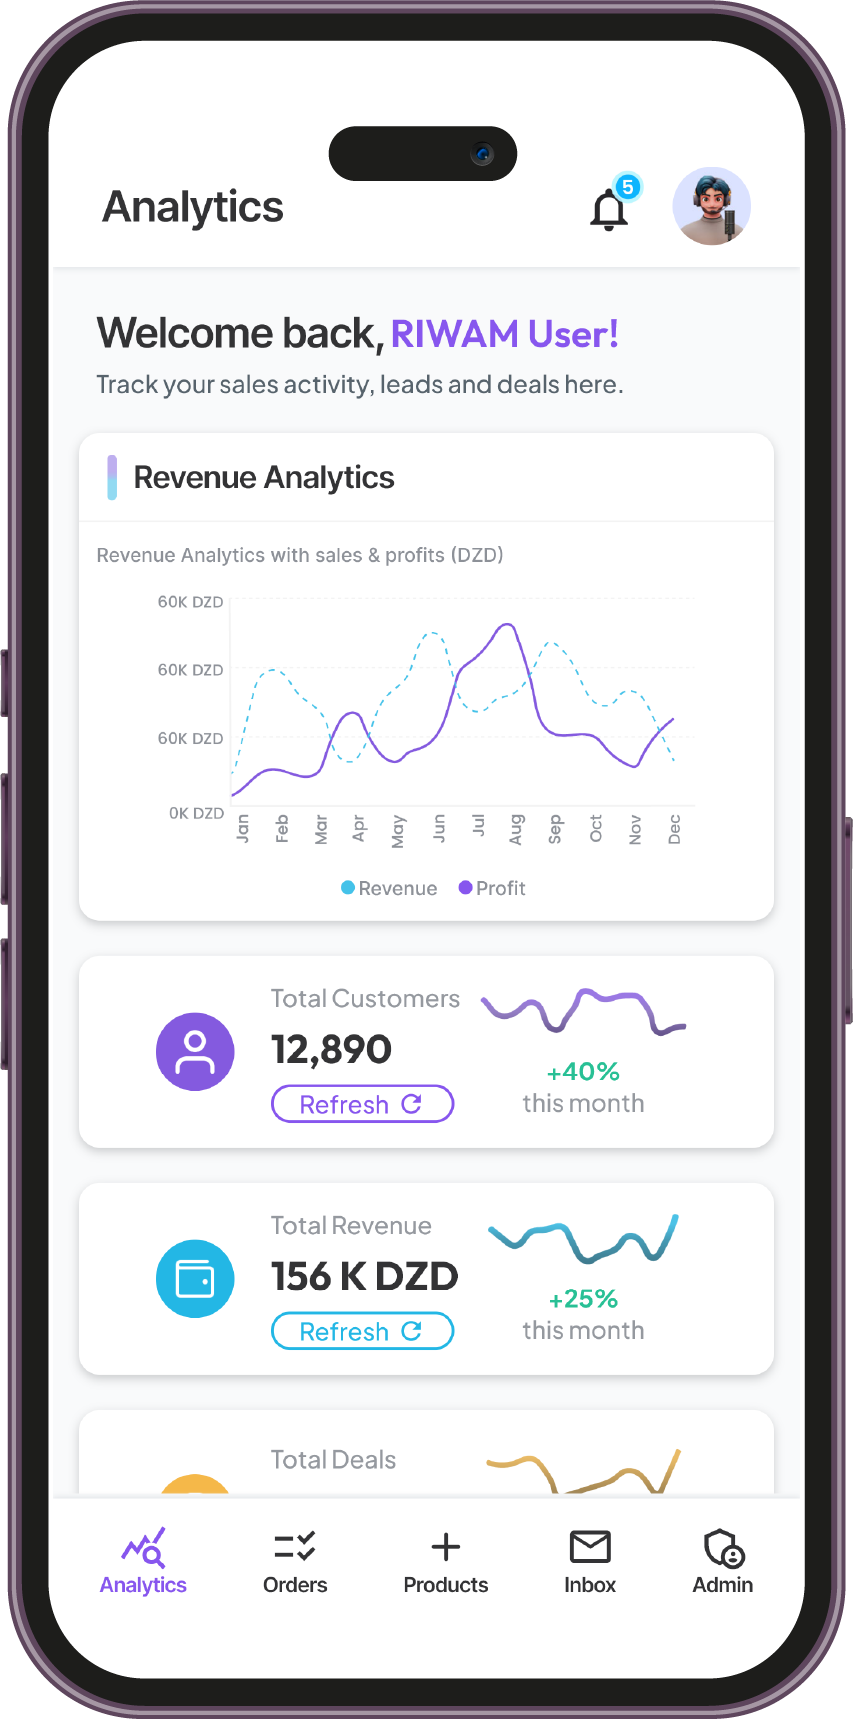 Analytics
5
Welcome back, RIWAM User!
Track your sales activity, leads and deals here.
Revenue Analytics
Revenue Analytics with sales & profits (DZD)
60K DZD
60K DZD
60K DZD
0K DZD
Jan Feb Mar Apr May Jun Jul Aug Sep Oct Nov Dec
Revenue Profit
Total Customers
12,890
Refresh
+40%
this month
Total Revenue
156 K DZD
Refresh
+25%
this month
Total Deals
Analytics Orders Products Inbox Admin